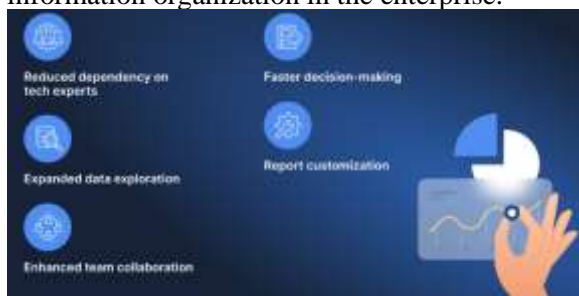 information organization in the enterprise.
Reduced dependency on
tech experts
Faster decision-making
Expanded data exploration
Report customization
Enhanced team collaboration